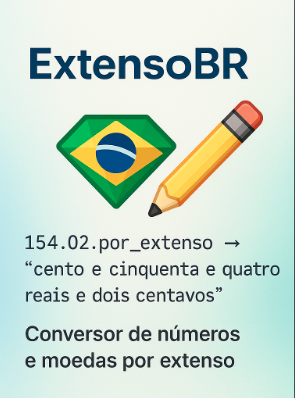 ExtensoBR
154.02.por_extenso →
“cento e cinquenta e quatro
reais e dois centavos”
Conversor de números
e moedas por extenso